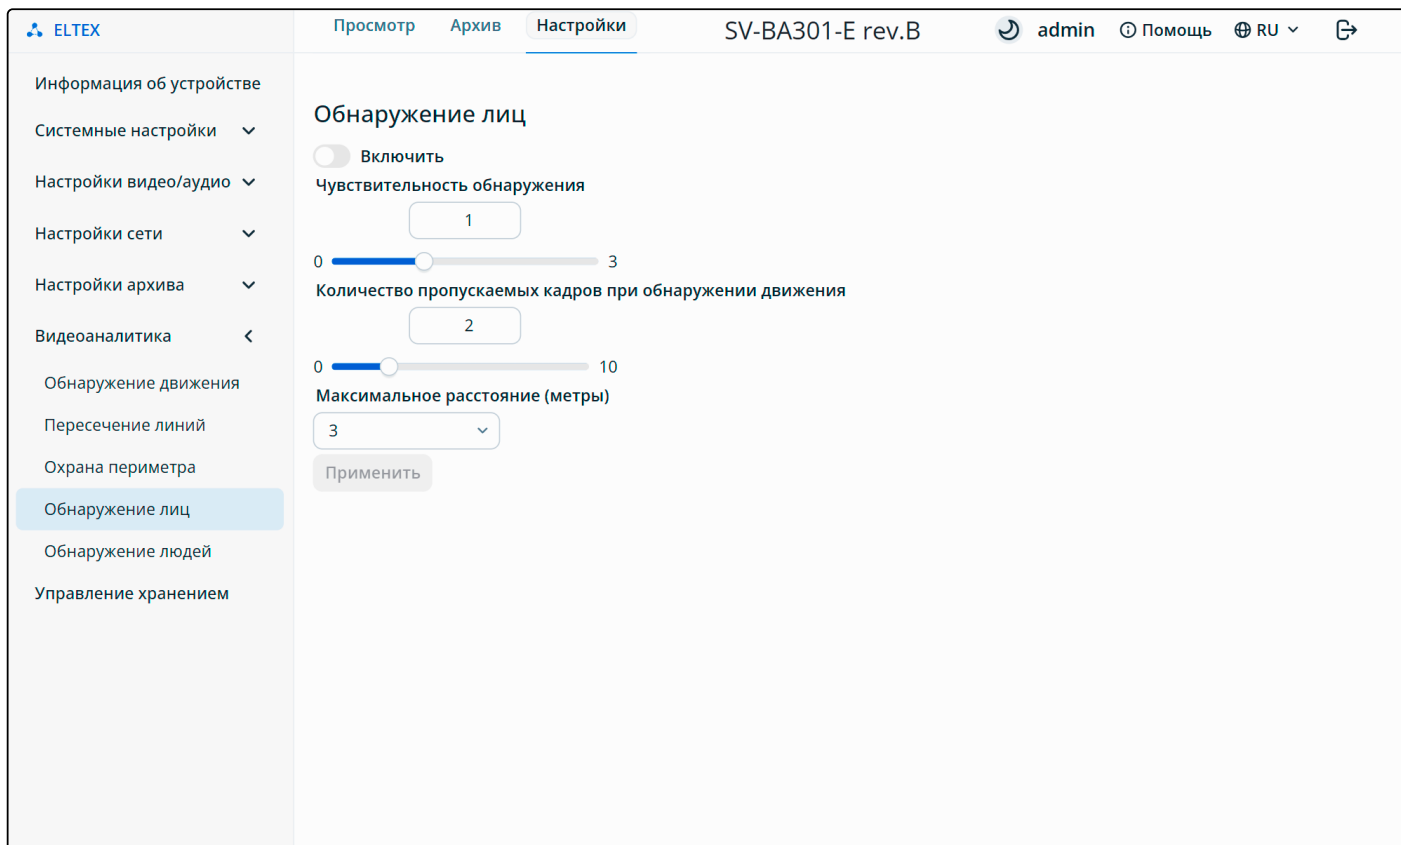 ELTEX
Просмотр Архив Настройки SV-BA301-E rev.B admin Помощь RU
Информация об устройстве
Системные настройки
Настройки видео/аудио
Настройки сети
Настройки архива
Видеоаналитика
Обнаружение движения
Пересечение линий
Охрана периметра
Обнаружение лиц
Обнаружение людей
Управление хранением
Обнаружение лиц
Включить
Чувствительность обнаружения
1
0 3
Количество пропускаемых кадров при обнаружении движения
2
0 10
Максимальное расстояние (метры)
3
Применить